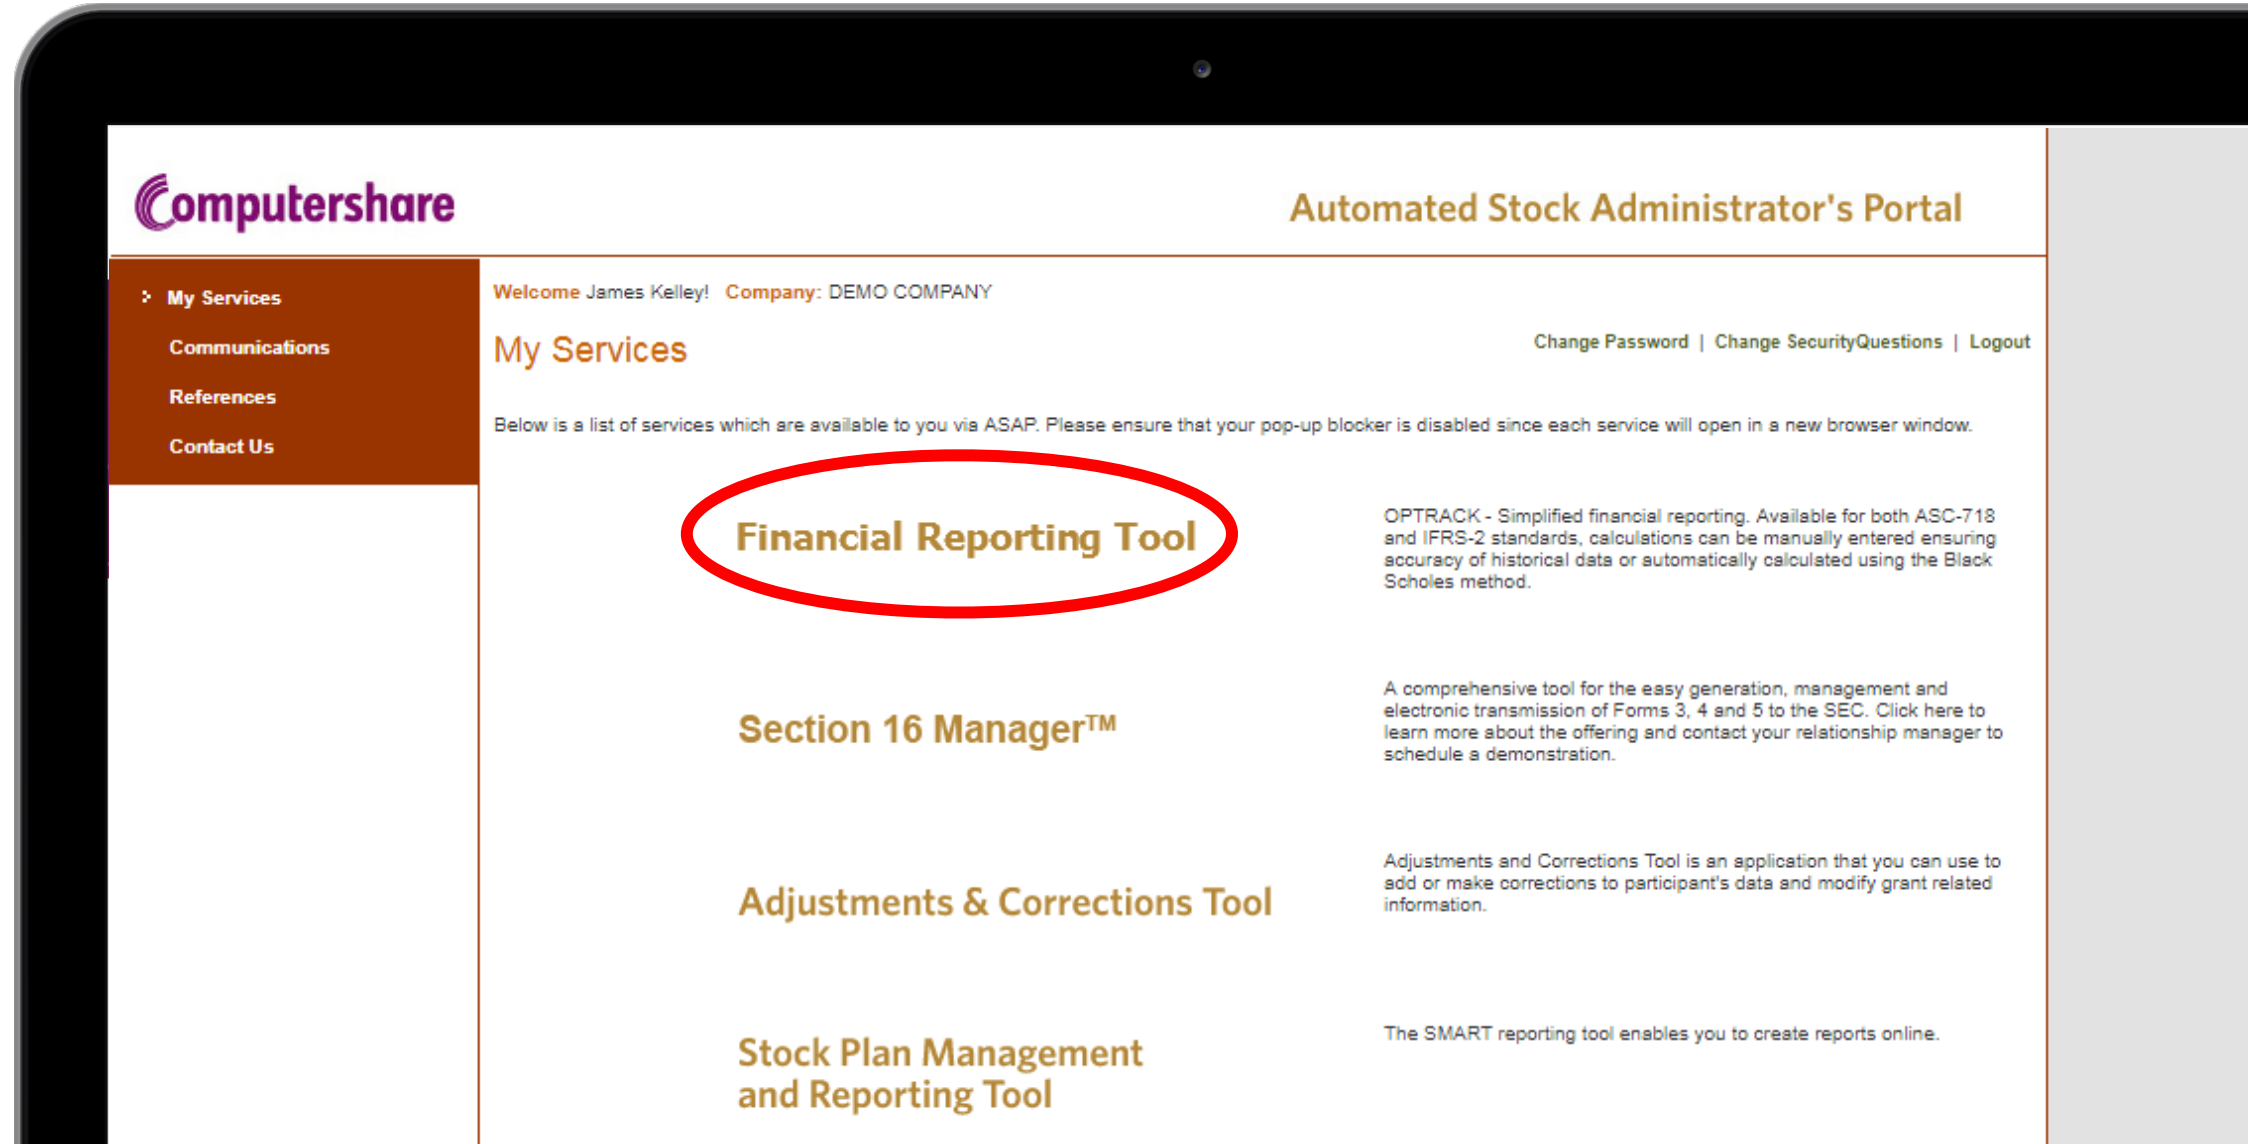 Computershare
Automated Stock Administrator's Portal
My Services
Communications
References
Contact Us
Welcome James Kelley! Company: DEMO COMPANY
My Services
Change Password | Change SecurityQuestions | Logout
Below is a list of services which are available to you via ASAP. Please ensure that your pop-up blocker is disabled since each service will open in a new browser window.
Financial Reporting Tool
OPTRACK - Simplified financial reporting. Available for both ASC-718
and IFRS-2 standards, calculations can be manually entered ensuring
accuracy of historical data or automatically calculated using the Black
Scholes method.
Section 16 Manager™
A comprehensive tool for the easy generation, management and
electronic transmission of Forms 3, 4 and 5 to the SEC. Click here to
learn more about the offering and contact your relationship manager to
schedule a demonstration.
Adjustments & Corrections Tool
Adjustments and Corrections Tool is an application that you can use to
add or make corrections to participant's data and modify grant related
information.
Stock Plan Management
and Reporting Tool
The SMART reporting tool enables you to create reports online.